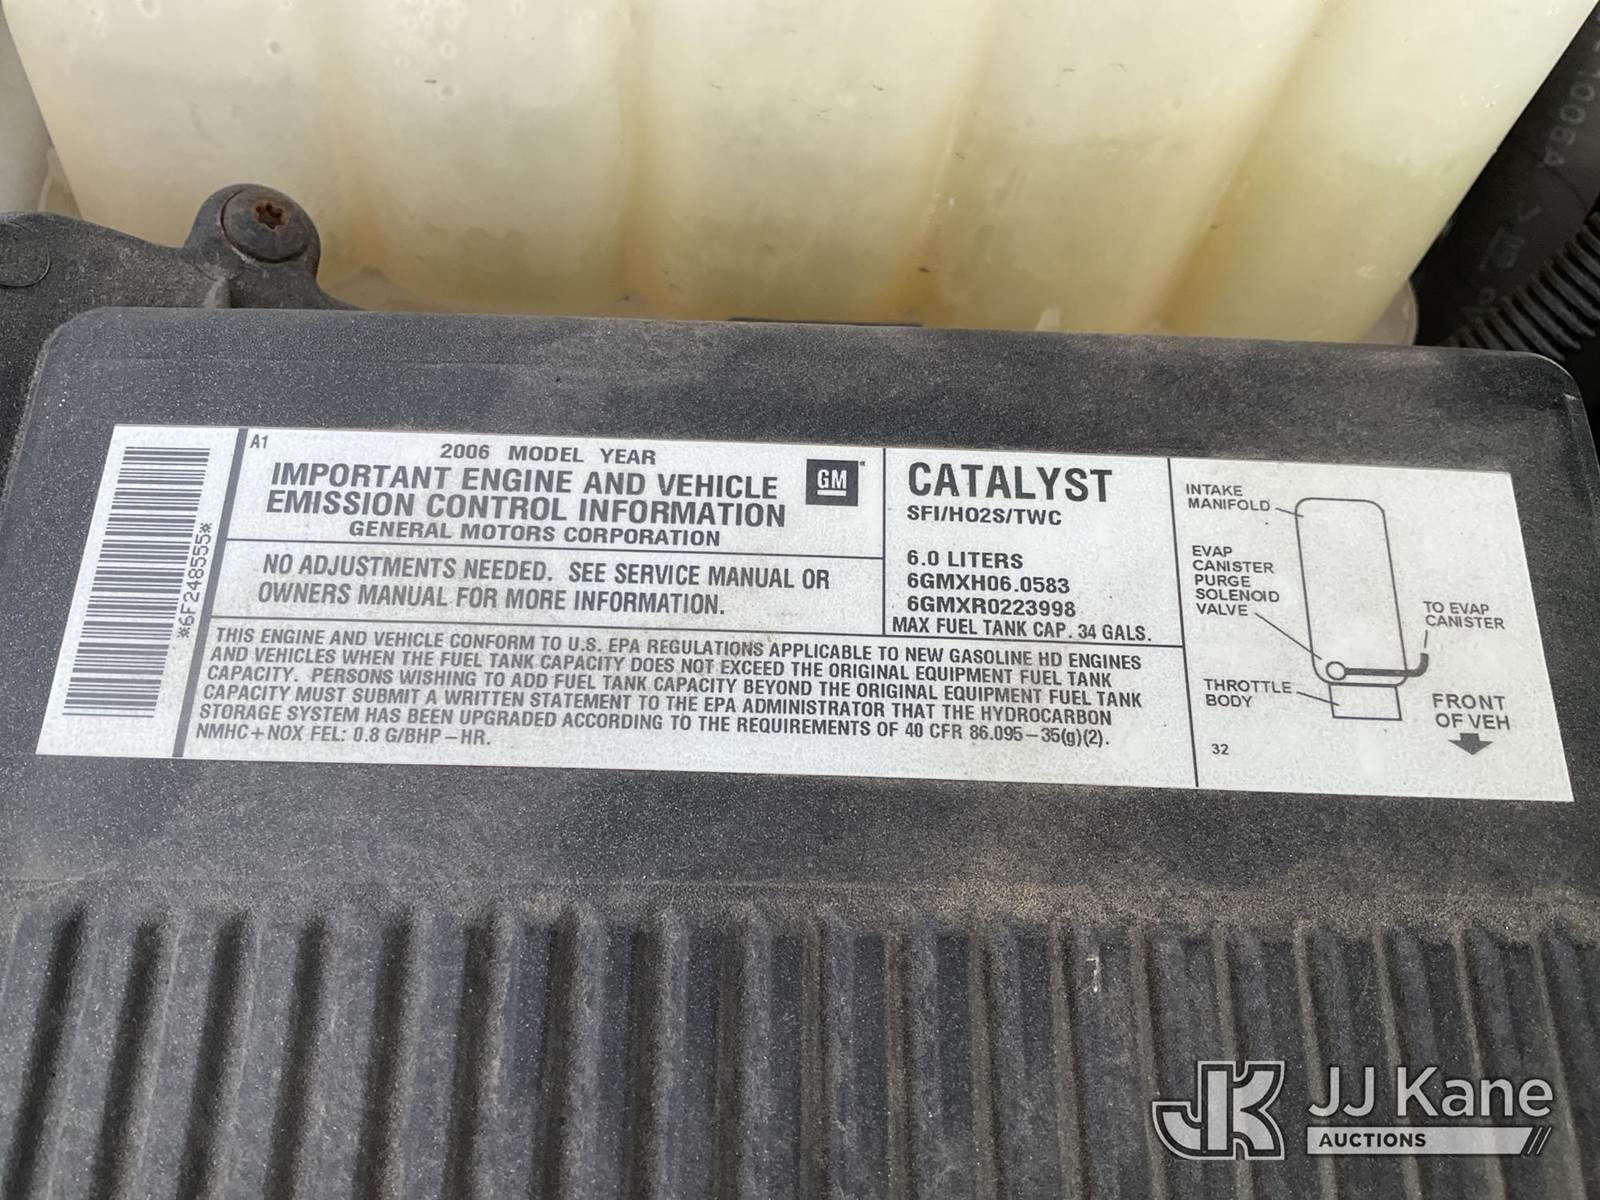 *6F248555*
A1
2006 MODEL YEAR
IMPORTANT ENGINE AND VEHICLE
EMISSION CONTROL INFORMATION
GENERAL MOTORS CORPORATION
GM
NO ADJUSTMENTS NEEDED. SEE SERVICE MANUAL OR
OWNERS MANUAL FOR MORE INFORMATION.
CATALYST
SFI/HO2S/TWC
6.0 LITERS
6GMXH06.0583
6GMXR0223998
MAX FUEL TANK CAP. 34 GALS.
THIS ENGINE AND VEHICLE CONFORM TO U.S. EPA REGULATIONS APPLICABLE TO NEW GASOLINE HD ENGINES
AND VEHICLES WHEN THE FUEL TANK CAPACITY DOES NOT EXCEED THE ORIGINAL EQUIPMENT FUEL TANK
CAPACITY. PERSONS WISHING TO ADD FUEL TANK CAPACITY BEYOND THE ORIGINAL EQUIPMENT FUEL TANK
CAPACITY MUST SUBMIT A WRITTEN STATEMENT TO THE EPA ADMINISTRATOR THAT THE HYDROCARBON
STORAGE SYSTEM HAS BEEN UPGRADED ACCORDING TO THE REQUIREMENTS OF 40 CFR 86.095-35(g)(2).
NMHC+NOX FEL: 0.8 G/BHP-HR.
INTAKE
MANIFOLD
EVAP
CANISTER
PURGE
SOLENOID
VALVE
TO EVAP
CANISTER
THROTTLE
BODY
FRONT
OF VEH
32
JK JJ Kane
AUCTIONS